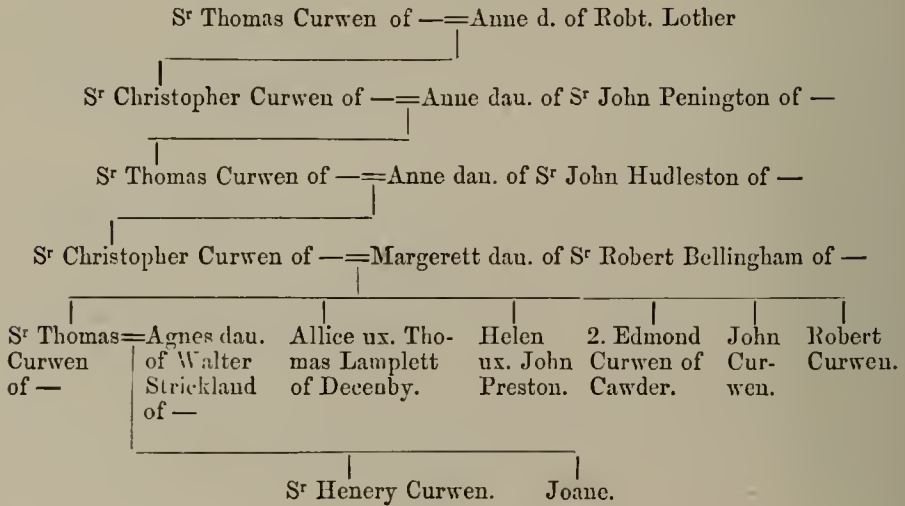 Sʳ Thomas Curwen of —=Anne d. of Robt. Lother
Sʳ Christopher Curwen of —=Anne dau. of Sʳ John Penington of —
Sʳ Thomas Curwen of —=Anne dau. of Sʳ John Hudleston of —
Sʳ Christopher Curwen of —=Margerett dau. of Sʳ Robert Bellingham of —
Sʳ Thomas=Agnes dau.
Curwen of Walter
of — Strickland
of —
Allice ux. Tho-
mas Lamplett
of Decenby.
Helen
ux. John
Preston.
2. Edmond
Curwen of
Cawder.
John
Cur-
wen.
Robert
Curwen.
Sʳ Henery Curwen. Joane.